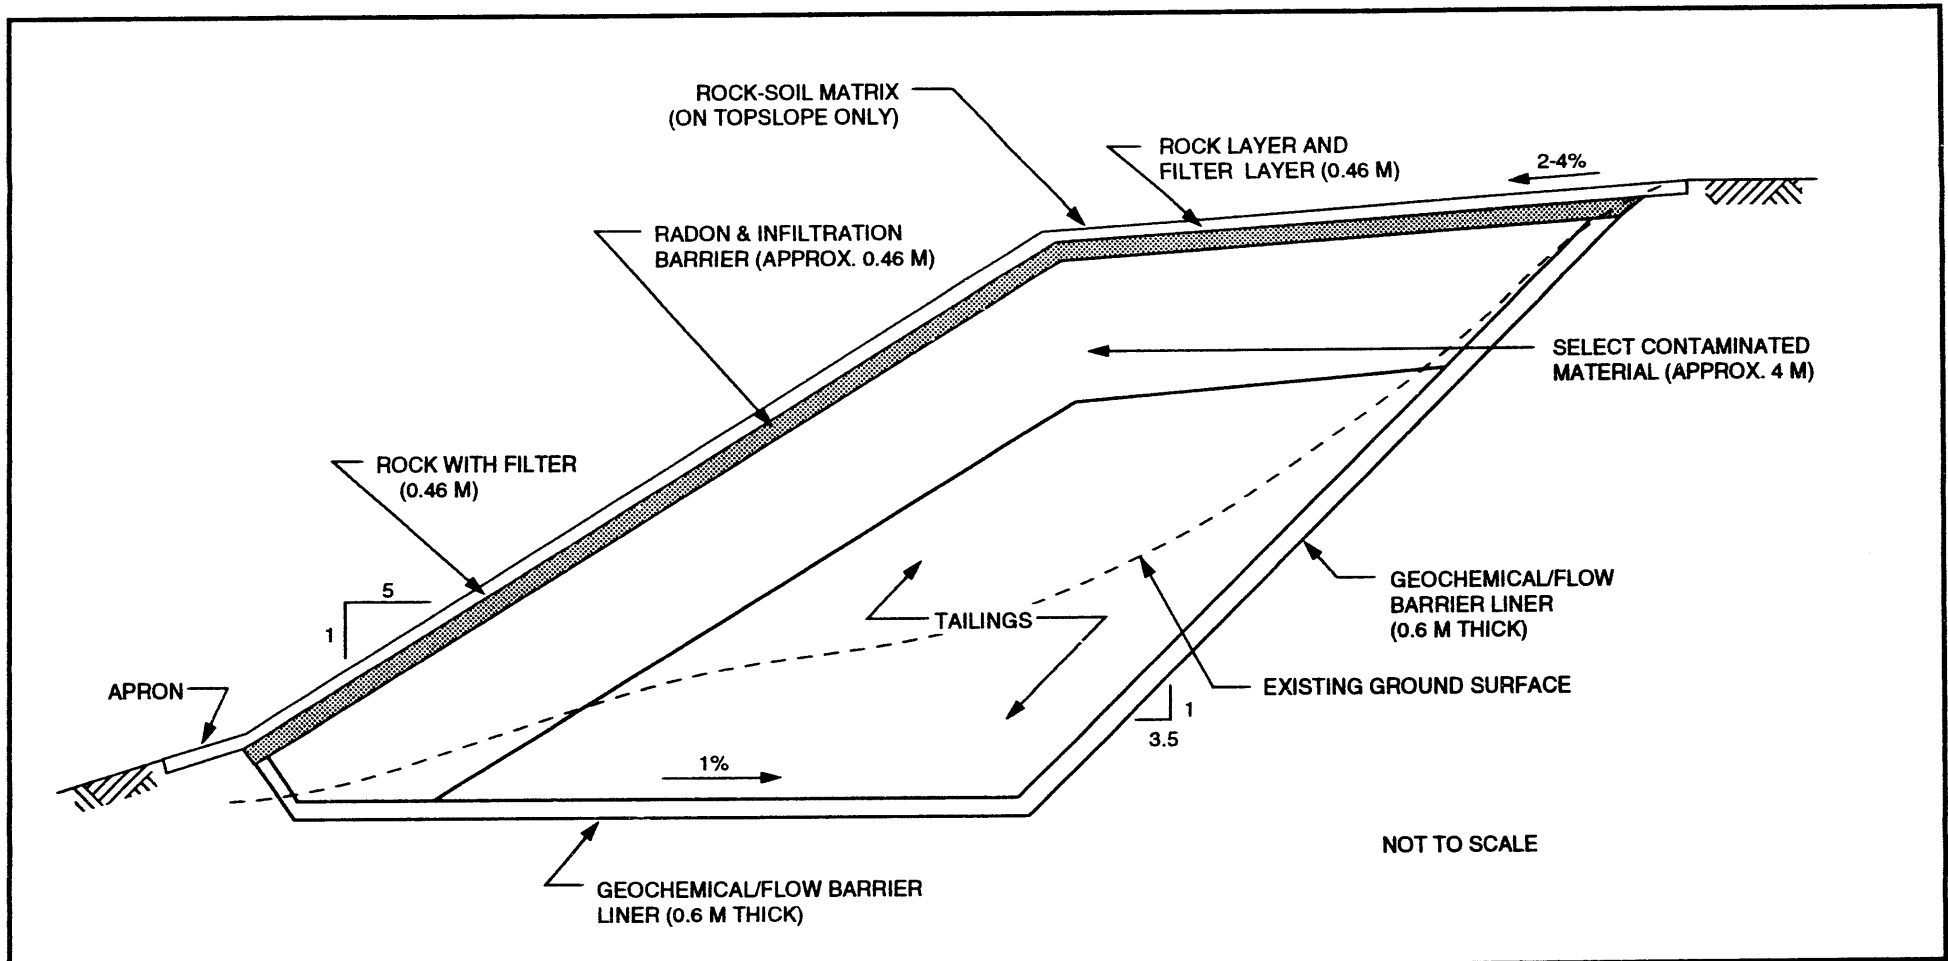 ROCK-SOIL MATRIX
(ON TOPSLOPE ONLY)
ROCK LAYER AND
FILTER LAYER (0.46 M)
2-4%
RADON & INFILTRATION
BARRIER (APPROX. 0.46 M)
SELECT CONTAMINATED
MATERIAL (APPROX. 4 M)
ROCK WITH FILTER
(0.46 M)
5
1
GEOCHEMICAL/FLOW
BARRIER LINER
(0.6 M THICK)
TAILINGS
APRON
EXISTING GROUND SURFACE
1
3.5
1%
NOT TO SCALE
GEOCHEMICAL/FLOW BARRIER
LINER (0.6 M THICK)